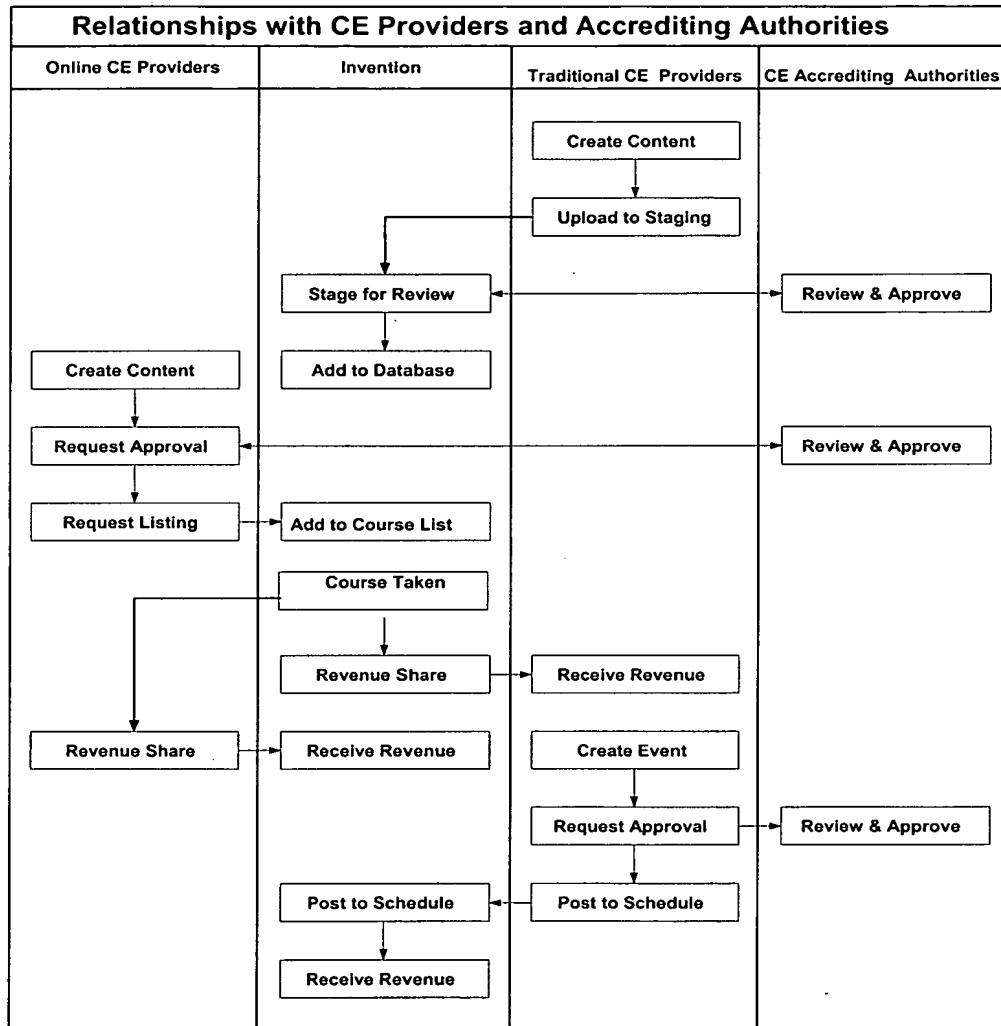 Relationships with CE Providers and Accrediting Authorities
Online CE Providers
Invention
Traditional CE Providers
CE Accrediting Authorities
Create Content
Upload to Staging
Stage for Review
Review & Approve
Create Content
Add to Database
Request Approval
Review & Approve
Request Listing
Add to Course List
Course Taken
Revenue Share
Receive Revenue
Revenue Share
Receive Revenue
Create Event
Request Approval
Review & Approve
Post to Schedule
Post to Schedule
Receive Revenue